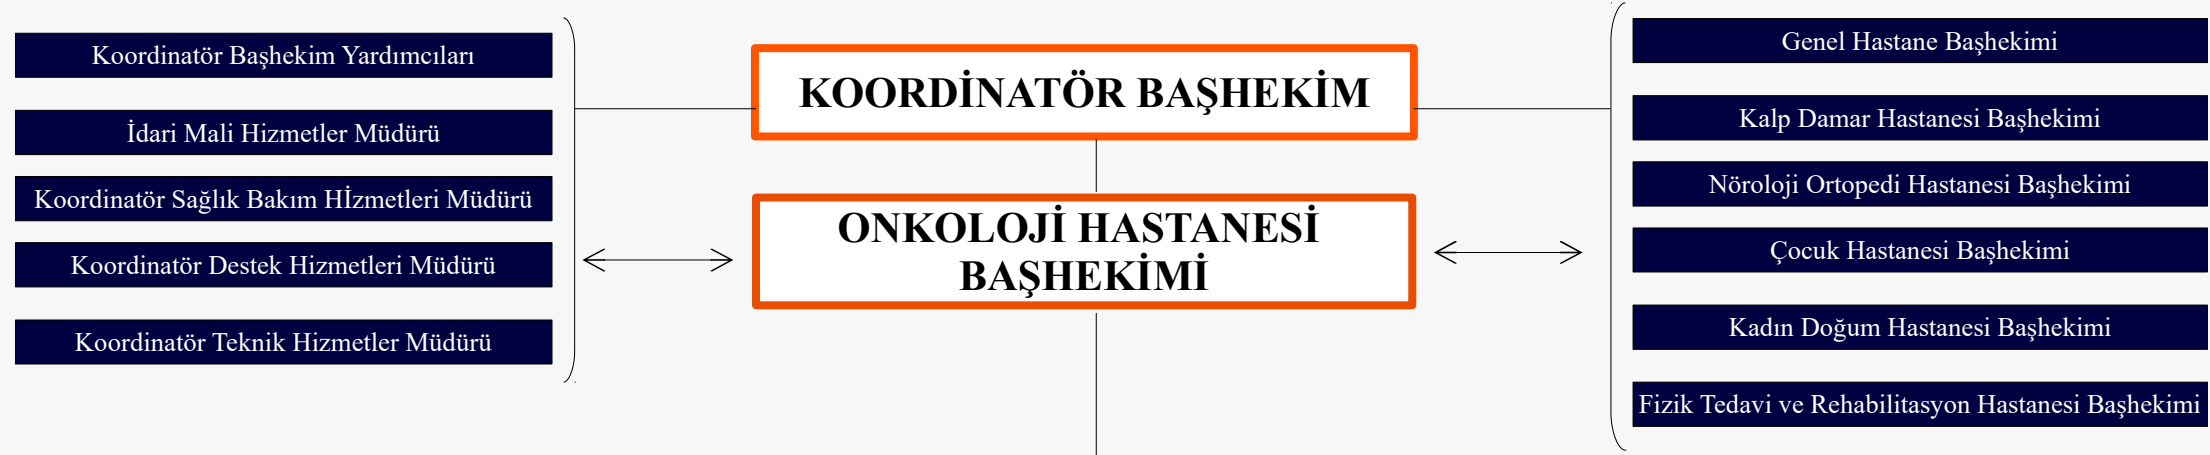 Koordinatör Başhekim Yardımcıları
İdari Mali Hizmetler Müdürü
Koordinatör Sağlık Bakım Hİzmetleri Müdürü
Koordinatör Destek Hizmetleri Müdürü
Koordinatör Teknik Hizmetler Müdürü
KOORDİNATÖR BAŞHEKİM
ONKOLOJİ HASTANESİ
BAŞHEKİMİ
Genel Hastane Başhekimi
Kalp Damar Hastanesi Başhekimi
Nöroloji Ortopedi Hastanesi Başhekimi
Çocuk Hastanesi Başhekimi
Kadın Doğum Hastanesi Başhekimi
Fizik Tedavi ve Rehabilitasyon Hastanesi Başhekimi